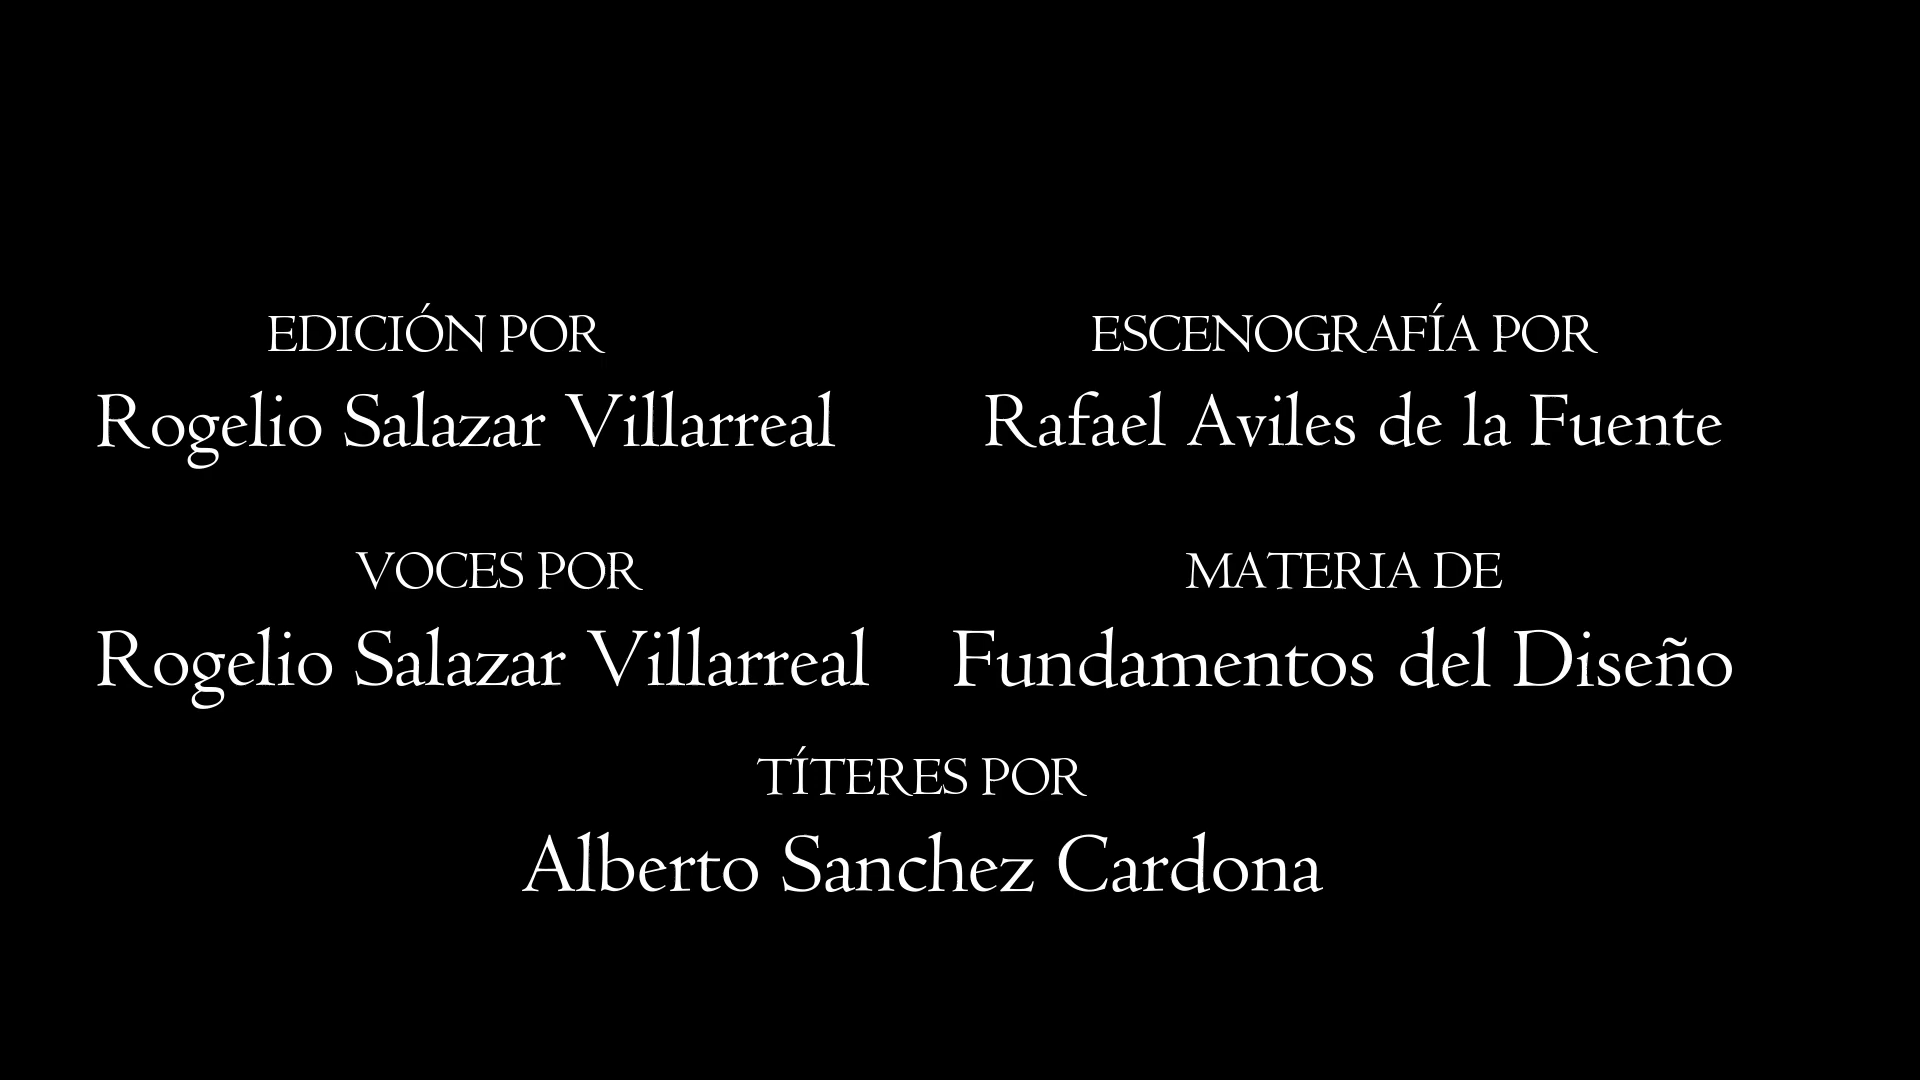 EDICIÓN POR
Rogelio Salazar Villarreal
ESCENOGRAFÍA POR
Rafael Aviles de la Fuente
VOCES POR
Rogelio Salazar Villarreal
MATERIA DE
Fundamentos del Diseño
TÍTERES POR
Alberto Sanchez Cardona